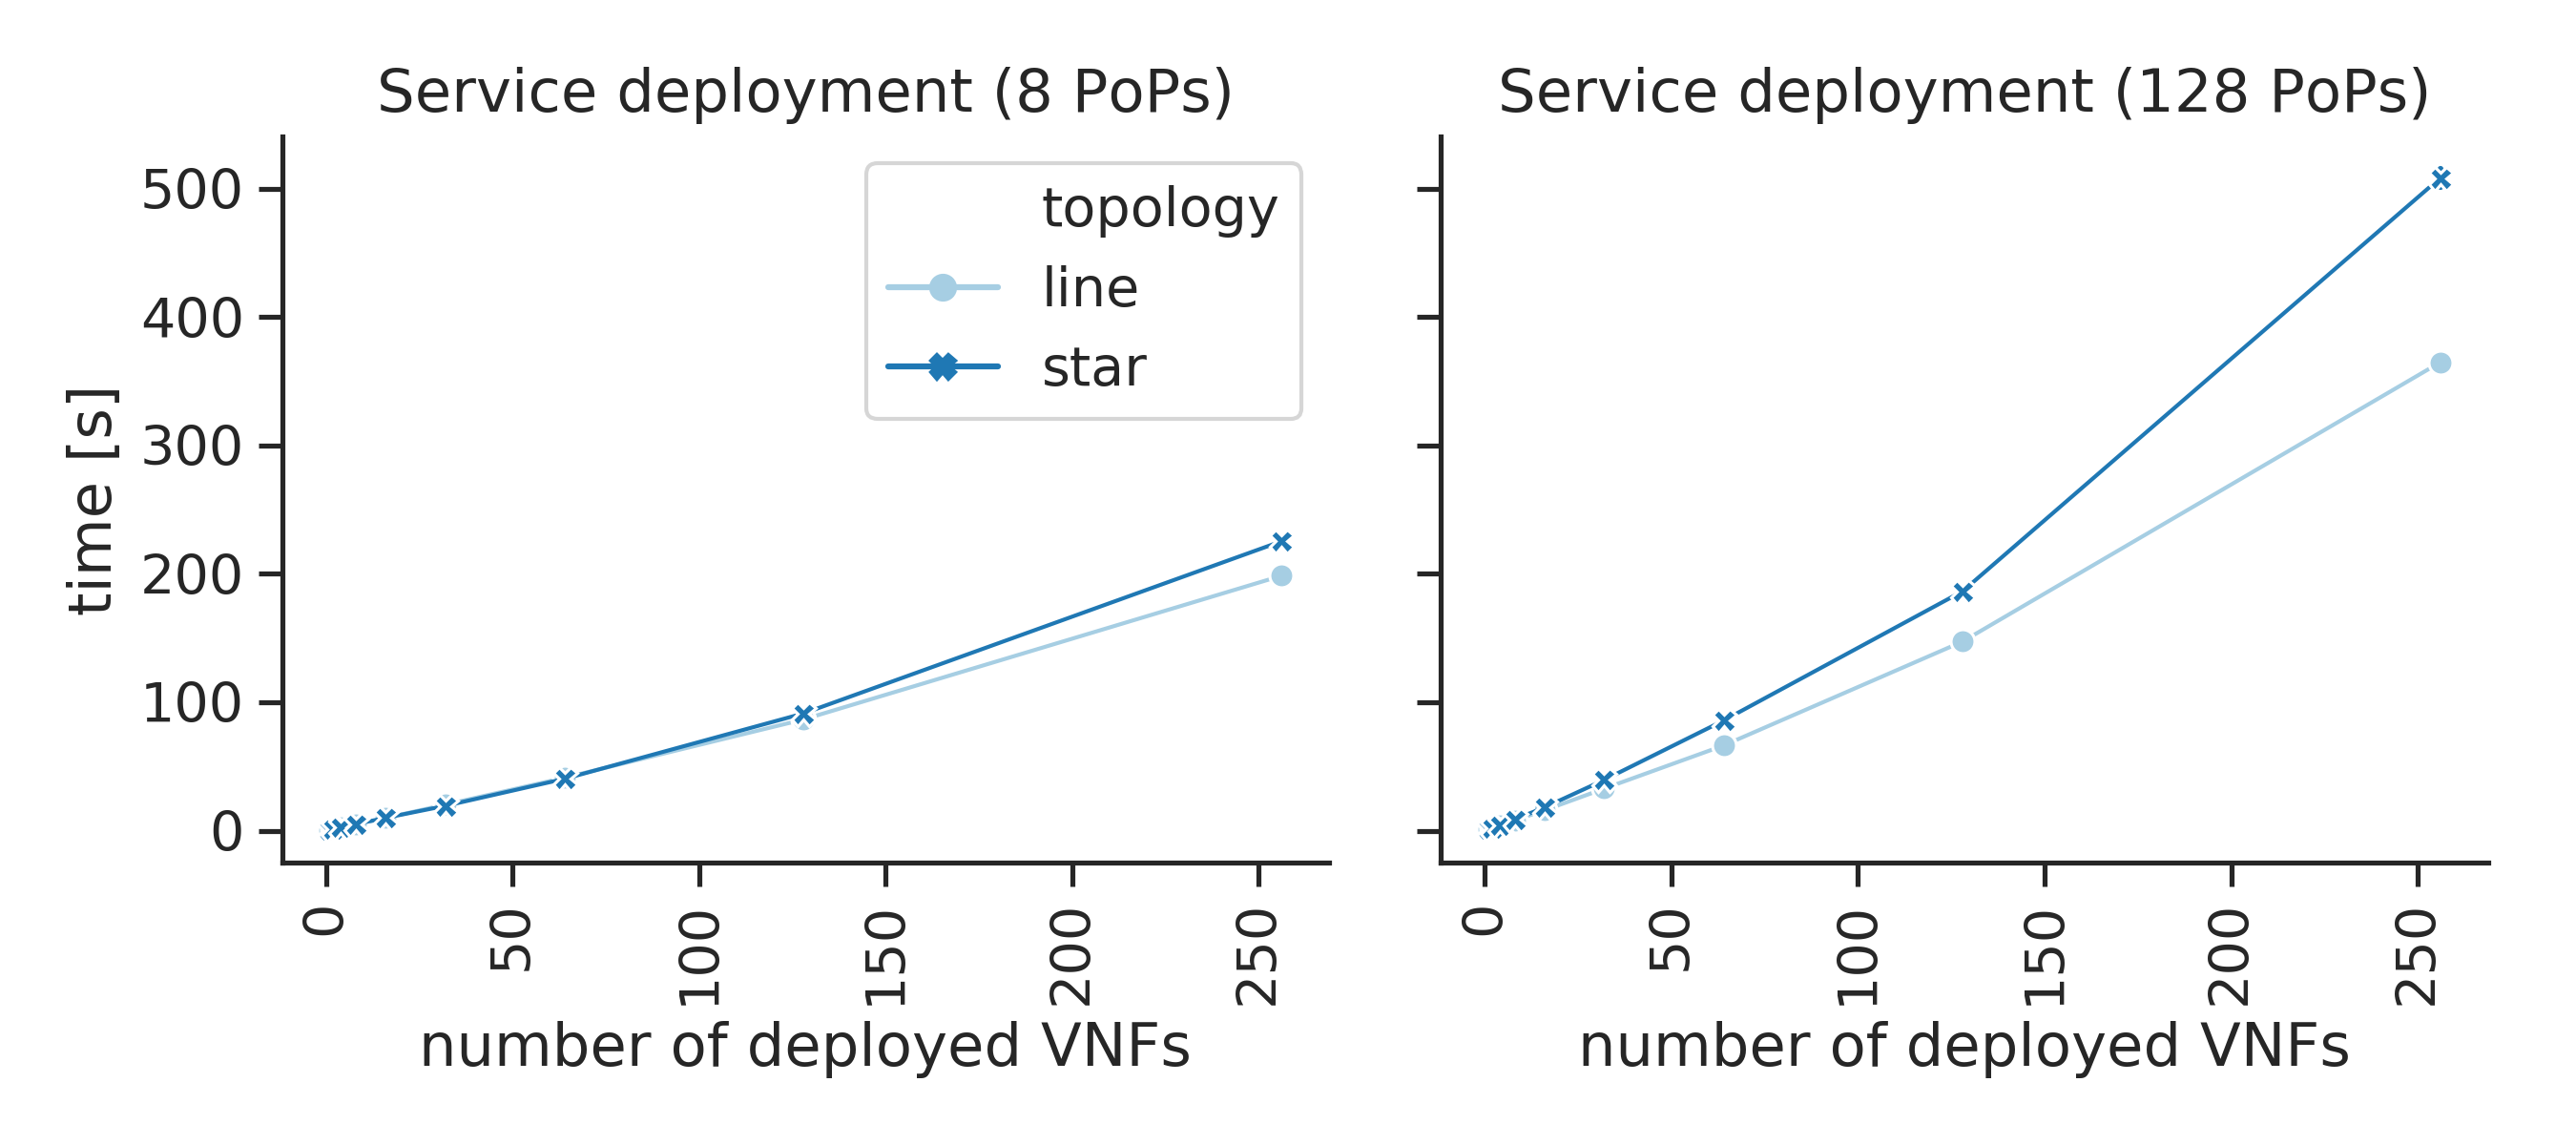 Service deployment (8 PoPs)
Service deployment (128 PoPs)
time [s]
500
400
300
200
100
0
topology
line
star
0
50
100
150
200
250
0
50
100
150
200
250
number of deployed VNFs
number of deployed VNFs